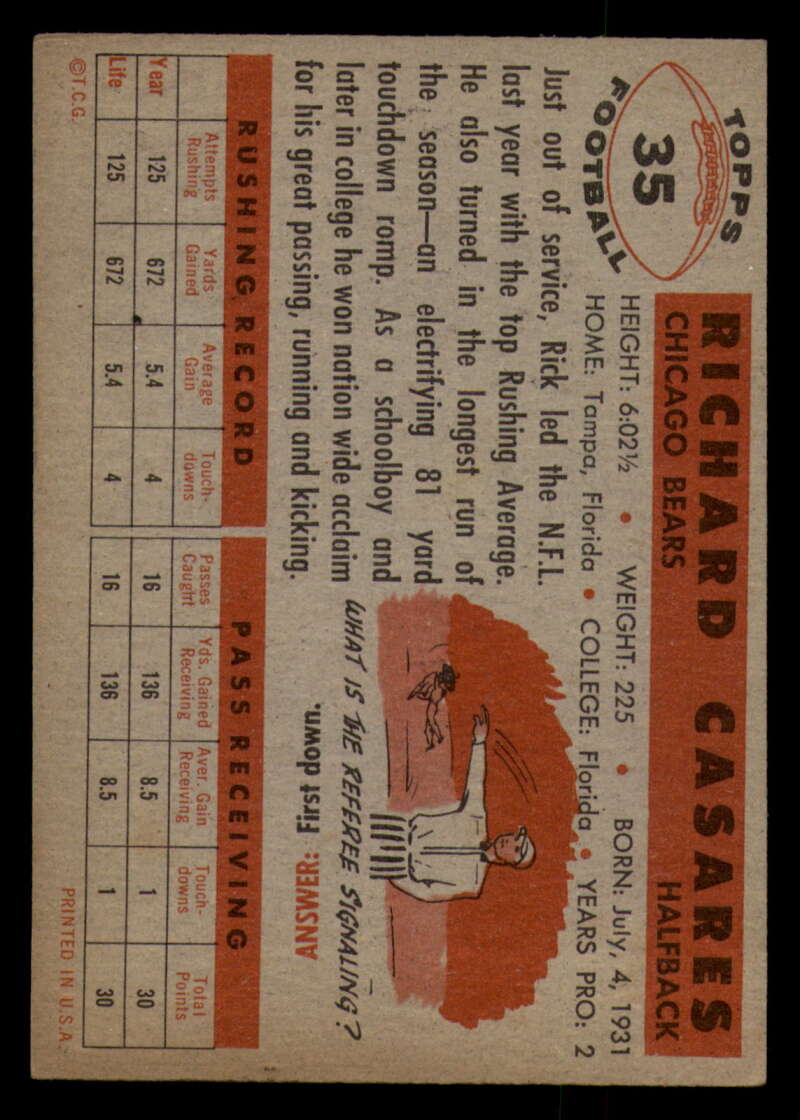 TOPPS
35
FOOTBALL
RICHARD CASARES
CHICAGO BEARS HALFBACK
HEIGHT: 6:02½ • WEIGHT: 225 • BORN: July, 4, 1931
HOME: Tampa, Florida • COLLEGE: Florida • YEARS PRO: 2
Just out of service, Rick led the N.F.L.
last year with the top Rushing Average.
He also turned in the longest run of
the season—an electrifying 81 yard
touchdown romp. As a schoolboy and
later in college he won nation wide acclaim
for his great passing, running and kicking.
WHAT IS THE REFEREE SIGNALING?
ANSWER: First down.
RUSHING RECORD
Attempts Rushing Yards Gained Average Gain Touch-downs
Year 125 672 5.4 4
Life 125 672 5.4 4
PASS RECEIVING
Passes Caught Yds. Gained Receiving Aver. Gain Receiving Touch-downs Total Points
16 136 8.5 1 30
16 136 8.5 1 30
©T.C.G. PRINTED IN U.S.A.